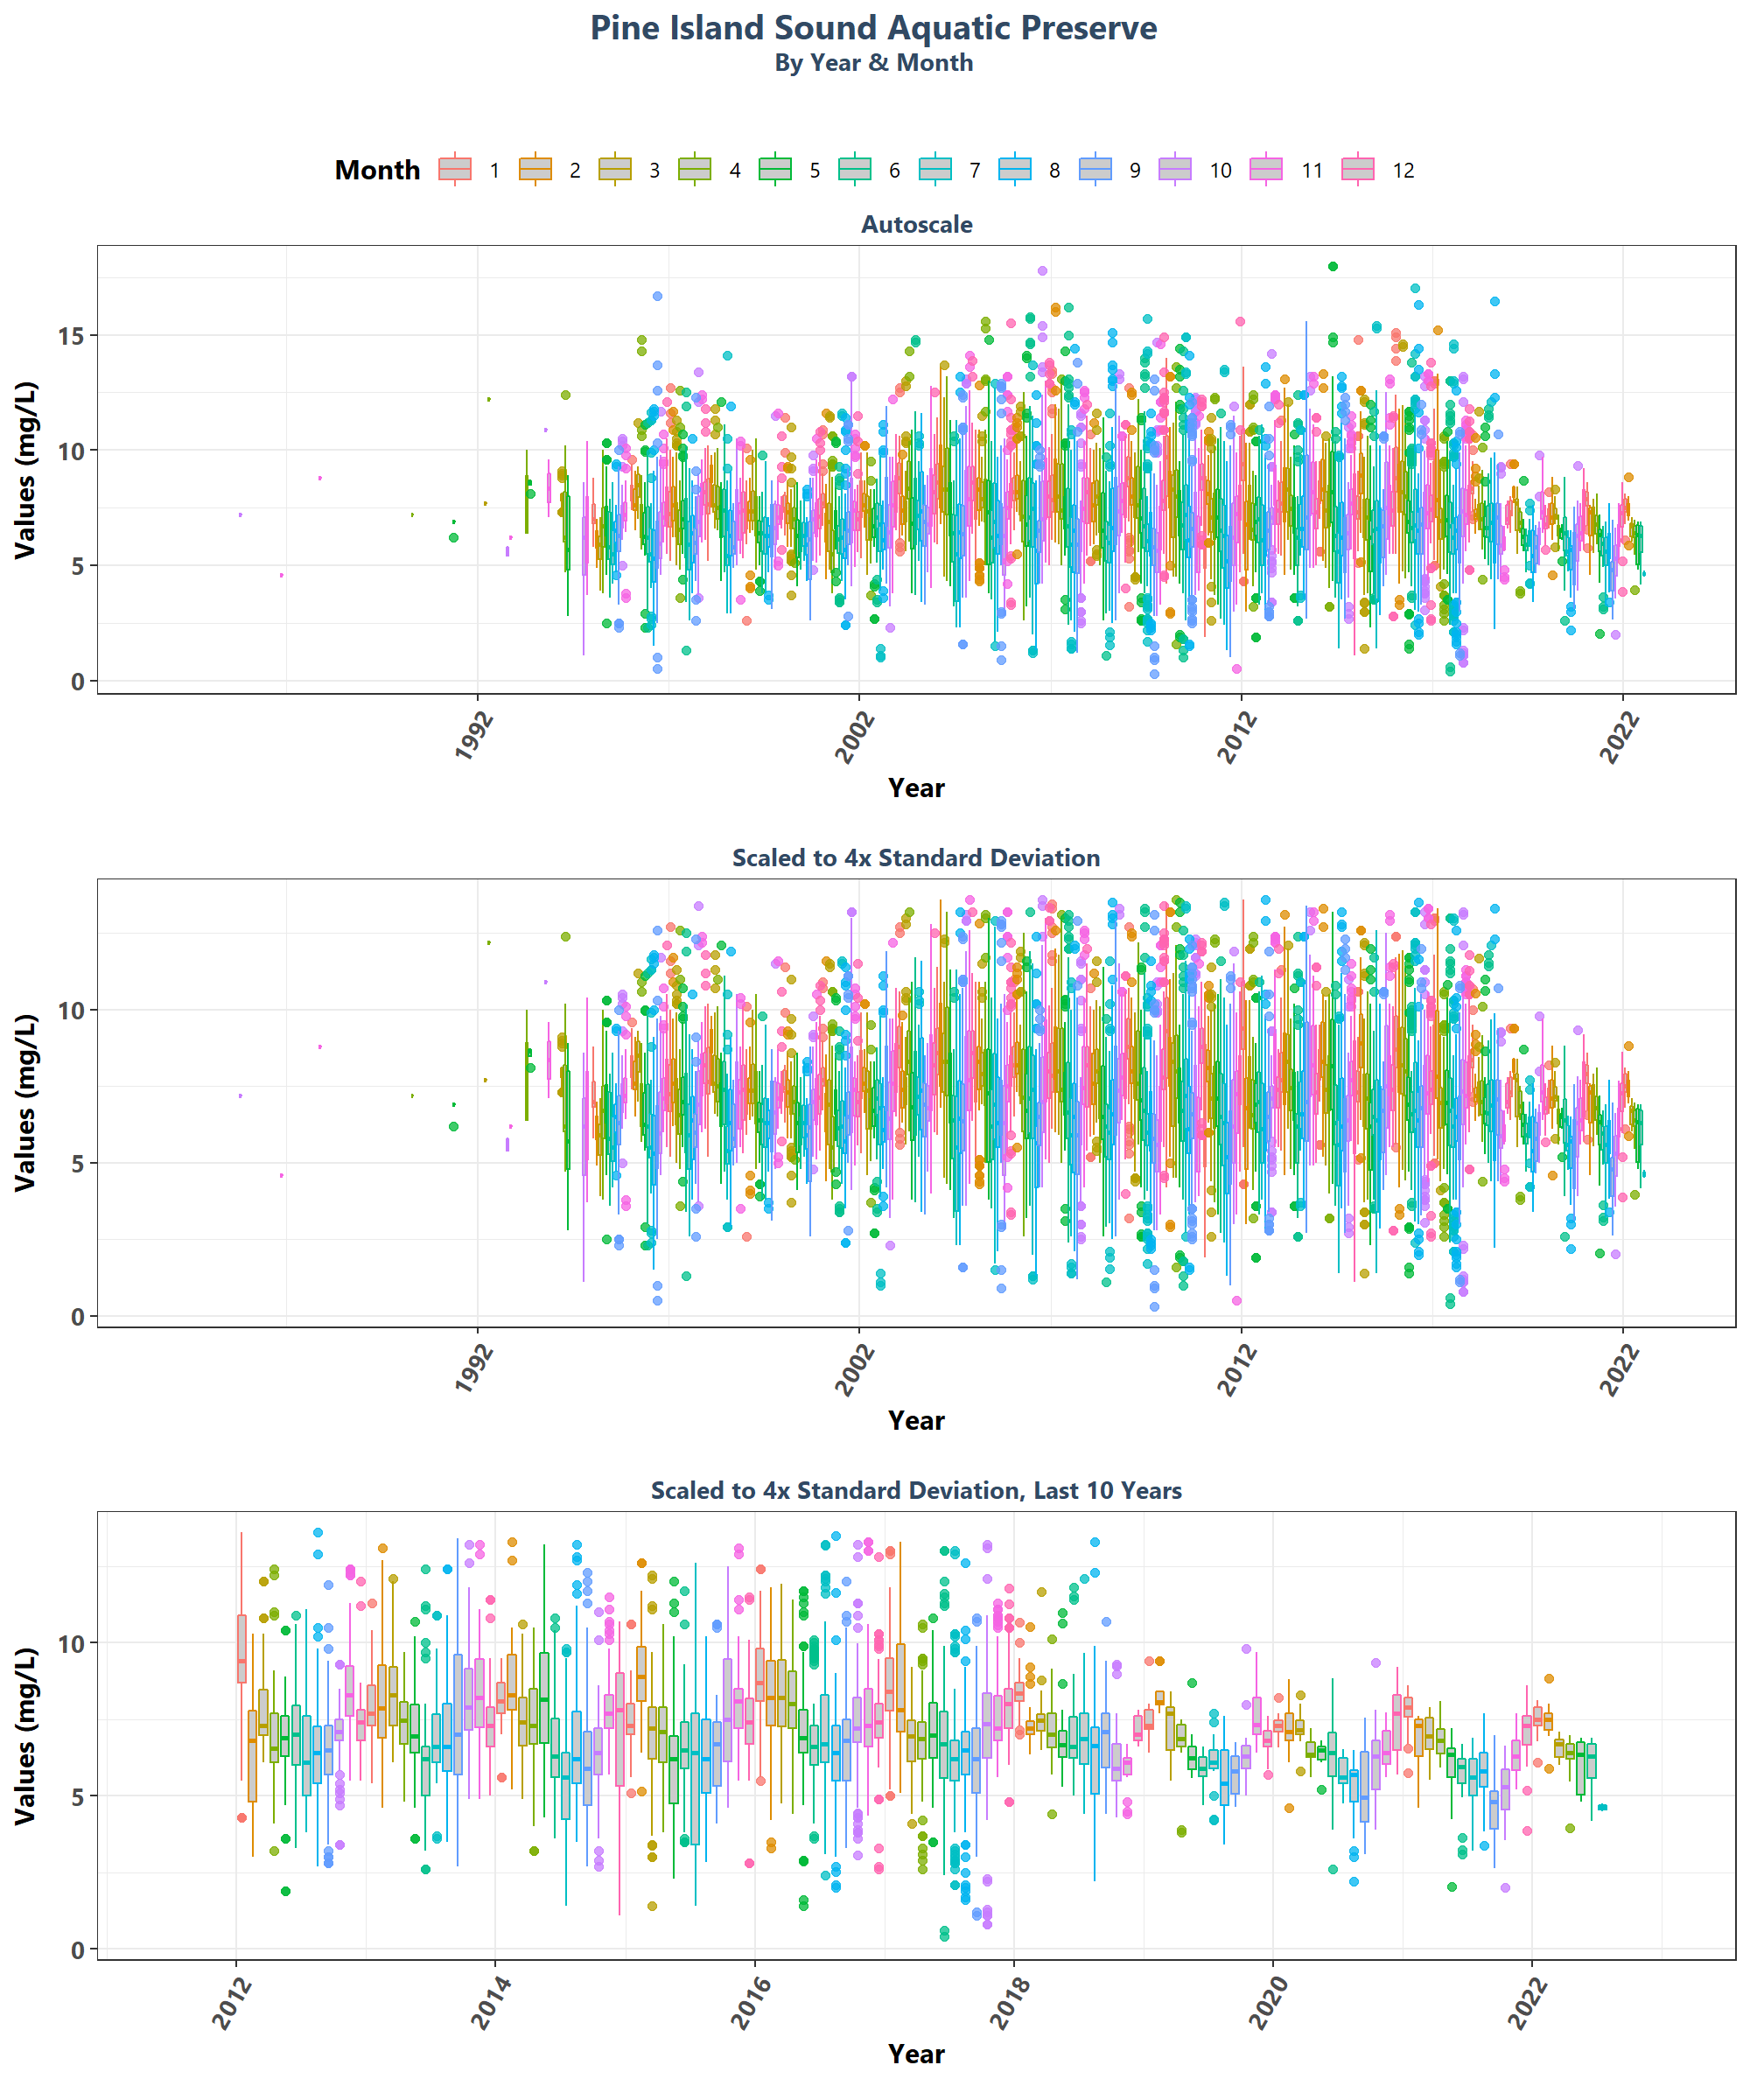 Pine Island Sound Aquatic Preserve
By Year & Month
Month 1 2 3 4 5 6 7 8 9 10 11 12
Autoscale
Values (mg/L)
15
10
5
0
1992 2002 2012 2022
Year
Scaled to 4x Standard Deviation
Values (mg/L)
10
5
0
1992 2002 2012 2022
Year
Scaled to 4x Standard Deviation, Last 10 Years
Values (mg/L)
10
5
0
2012 2014 2016 2018 2020 2022
Year